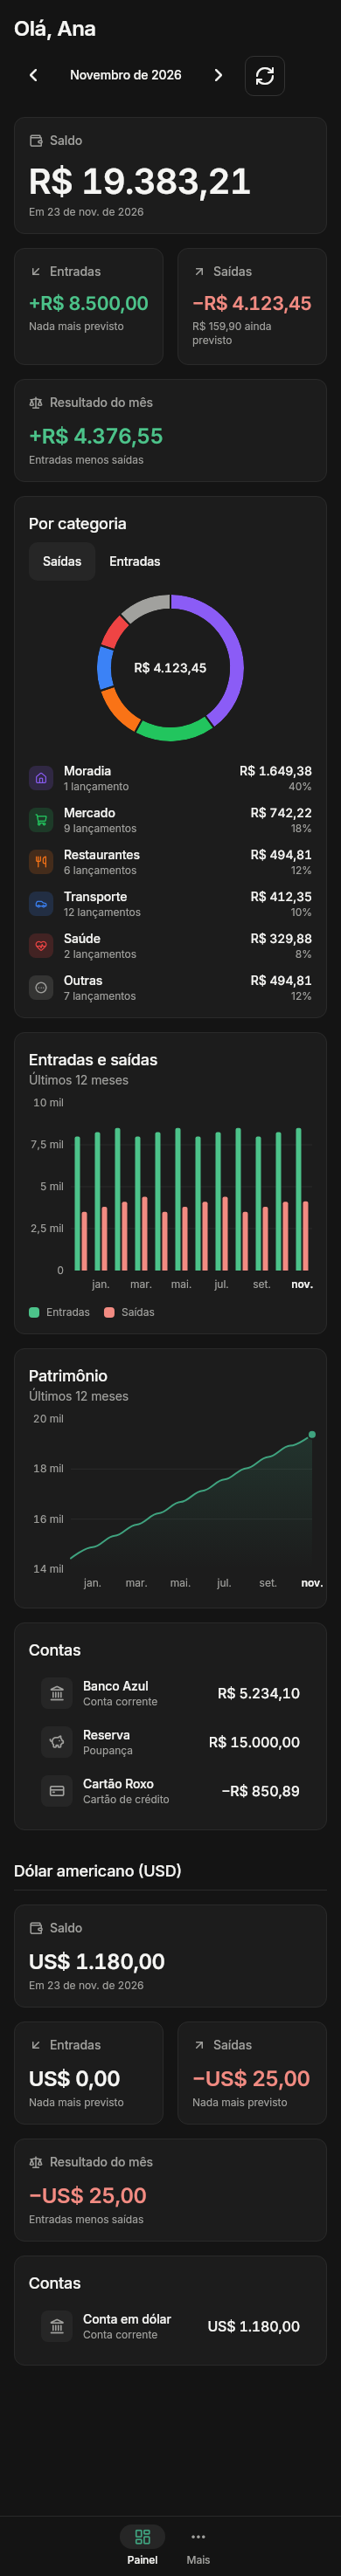 Olá, Ana
Novembro de 2026
Saldo
R$ 19.383,21
Em 23 de nov. de 2026
Entradas
+R$ 8.500,00
Nada mais previsto
Saídas
−R$ 4.123,45
R$ 159,90 ainda
previsto
Resultado do mês
+R$ 4.376,55
Entradas menos saídas
Por categoria
Saídas Entradas
R$ 4.123,45
Moradia R$ 1.649,38
1 lançamento 40%
Mercado R$ 742,22
9 lançamentos 18%
Restaurantes R$ 494,81
6 lançamentos 12%
Transporte R$ 412,35
12 lançamentos 10%
Saúde R$ 329,88
2 lançamentos 8%
Outras R$ 494,81
7 lançamentos 12%
Entradas e saídas
Últimos 12 meses
10 mil
7,5 mil
5 mil
2,5 mil
0
jan. mar. mai. jul. set. nov.
Entradas Saídas
Patrimônio
Últimos 12 meses
20 mil
18 mil
16 mil
14 mil
jan. mar. mai. jul. set. nov.
Contas
Banco Azul R$ 5.234,10
Conta corrente
Reserva R$ 15.000,00
Poupança
Cartão Roxo −R$ 850,89
Cartão de crédito
Dólar americano (USD)
Saldo
US$ 1.180,00
Em 23 de nov. de 2026
Entradas
US$ 0,00
Nada mais previsto
Saídas
−US$ 25,00
Nada mais previsto
Resultado do mês
−US$ 25,00
Entradas menos saídas
Contas
Conta em dólar US$ 1.180,00
Conta corrente
Painel Mais